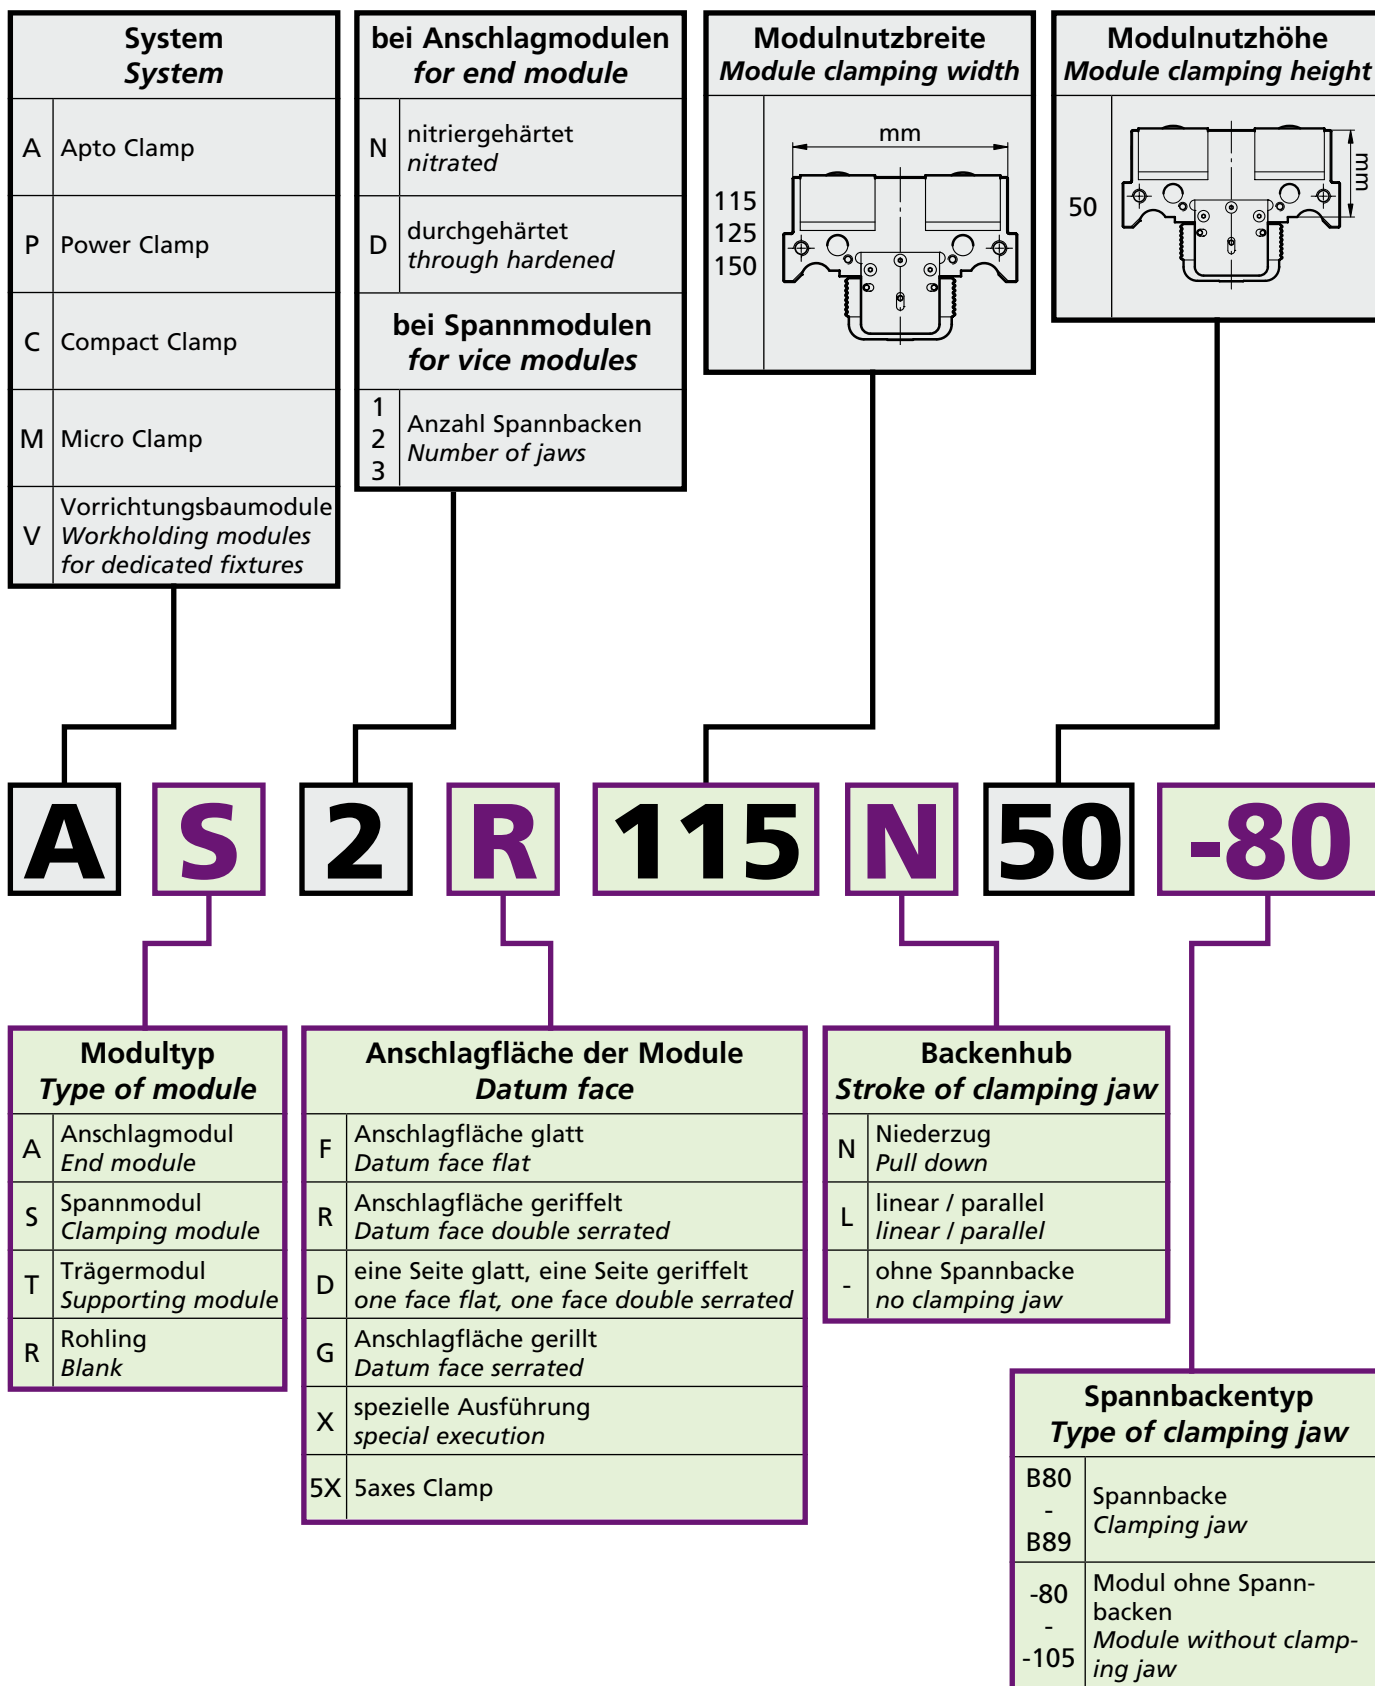 System
System
A Apto Clamp
P Power Clamp
C Compact Clamp
M Micro Clamp
Vorrichtungsbaumodule
V Workholding modules
for dedicated fixtures
bei Anschlagmodulen
for end module
N nitriergehärtet
nitrated
D durchgehärtet
through hardened
bei Spannmodulen
for vice modules
1
2
3
Anzahl Spannbacken
Number of jaws
Modulnutzbreite
Module clamping width
mm
115
125
150
Modulnutzhöhe
Module clamping height
mm
50
A S 2 R 115 N 50 -80
Modultyp
Type of module
A Anschlagmodul
End module
S Spannmodul
Clamping module
T Trägermodul
Supporting module
R Rohling
Blank
Anschlagfläche der Module
Datum face
F Anschlagfläche glatt
Datum face flat
R Anschlagfläche geriffelt
Datum face double serrated
D eine Seite glatt, eine Seite geriffelt
one face flat, one face double serrated
G Anschlagfläche gerillt
Datum face serrated
X spezielle Ausführung
special execution
5X 5axes Clamp
Backenhub
Stroke of clamping jaw
N Niederzug
Pull down
L linear / parallel
linear / parallel
- ohne Spannbacke
no clamping jaw
Spannbackentyp
Type of clamping jaw
B80
-
B89
Spannbacke
Clamping jaw
-80
-
-105
Modul ohne Spann-
backen
Module without clamp-
ing jaw